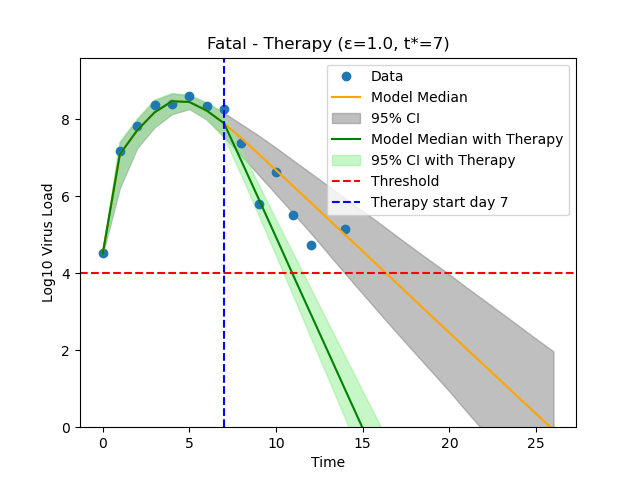 Fatal - Therapy (ε=1.0, t*=7)
Log10 Virus Load
8
6
4
2
0
Data
Model Median
95% CI
Model Median with Therapy
95% CI with Therapy
Threshold
Therapy start day 7
0 5 10 15 20 25
Time